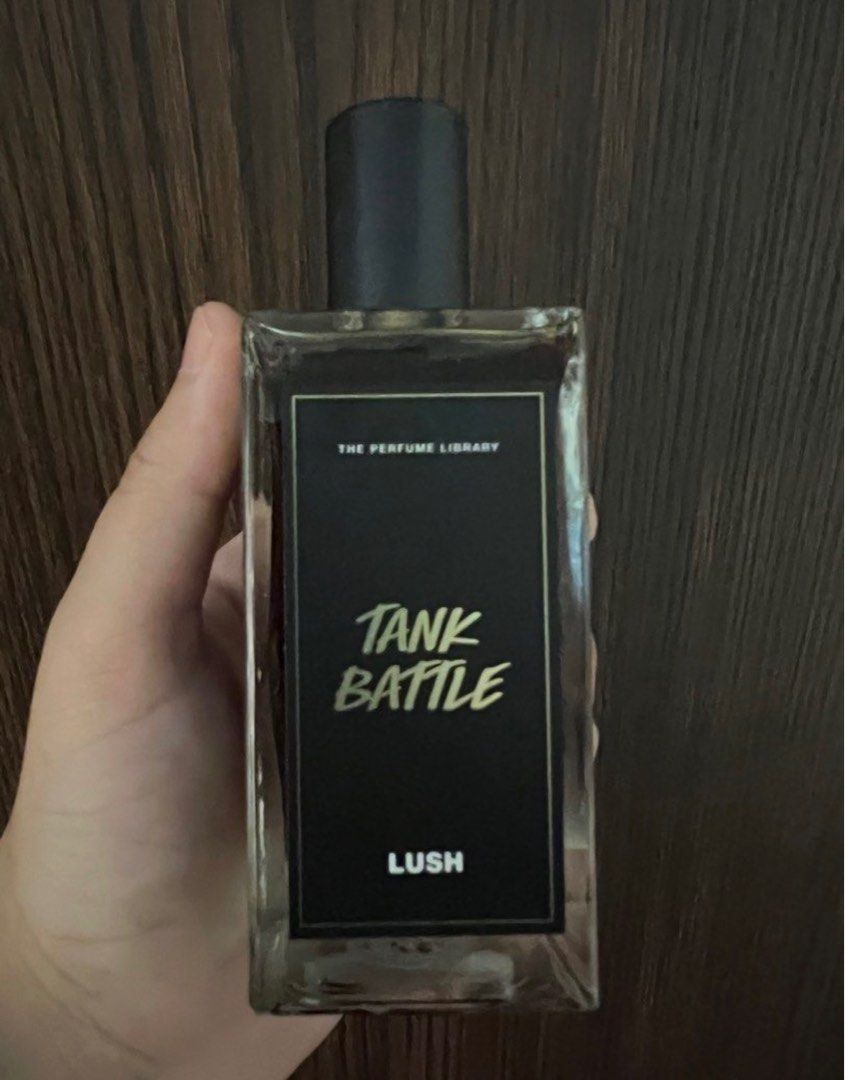 THE PERFUME LIBRARY
TANK
BATTLE
LUSH